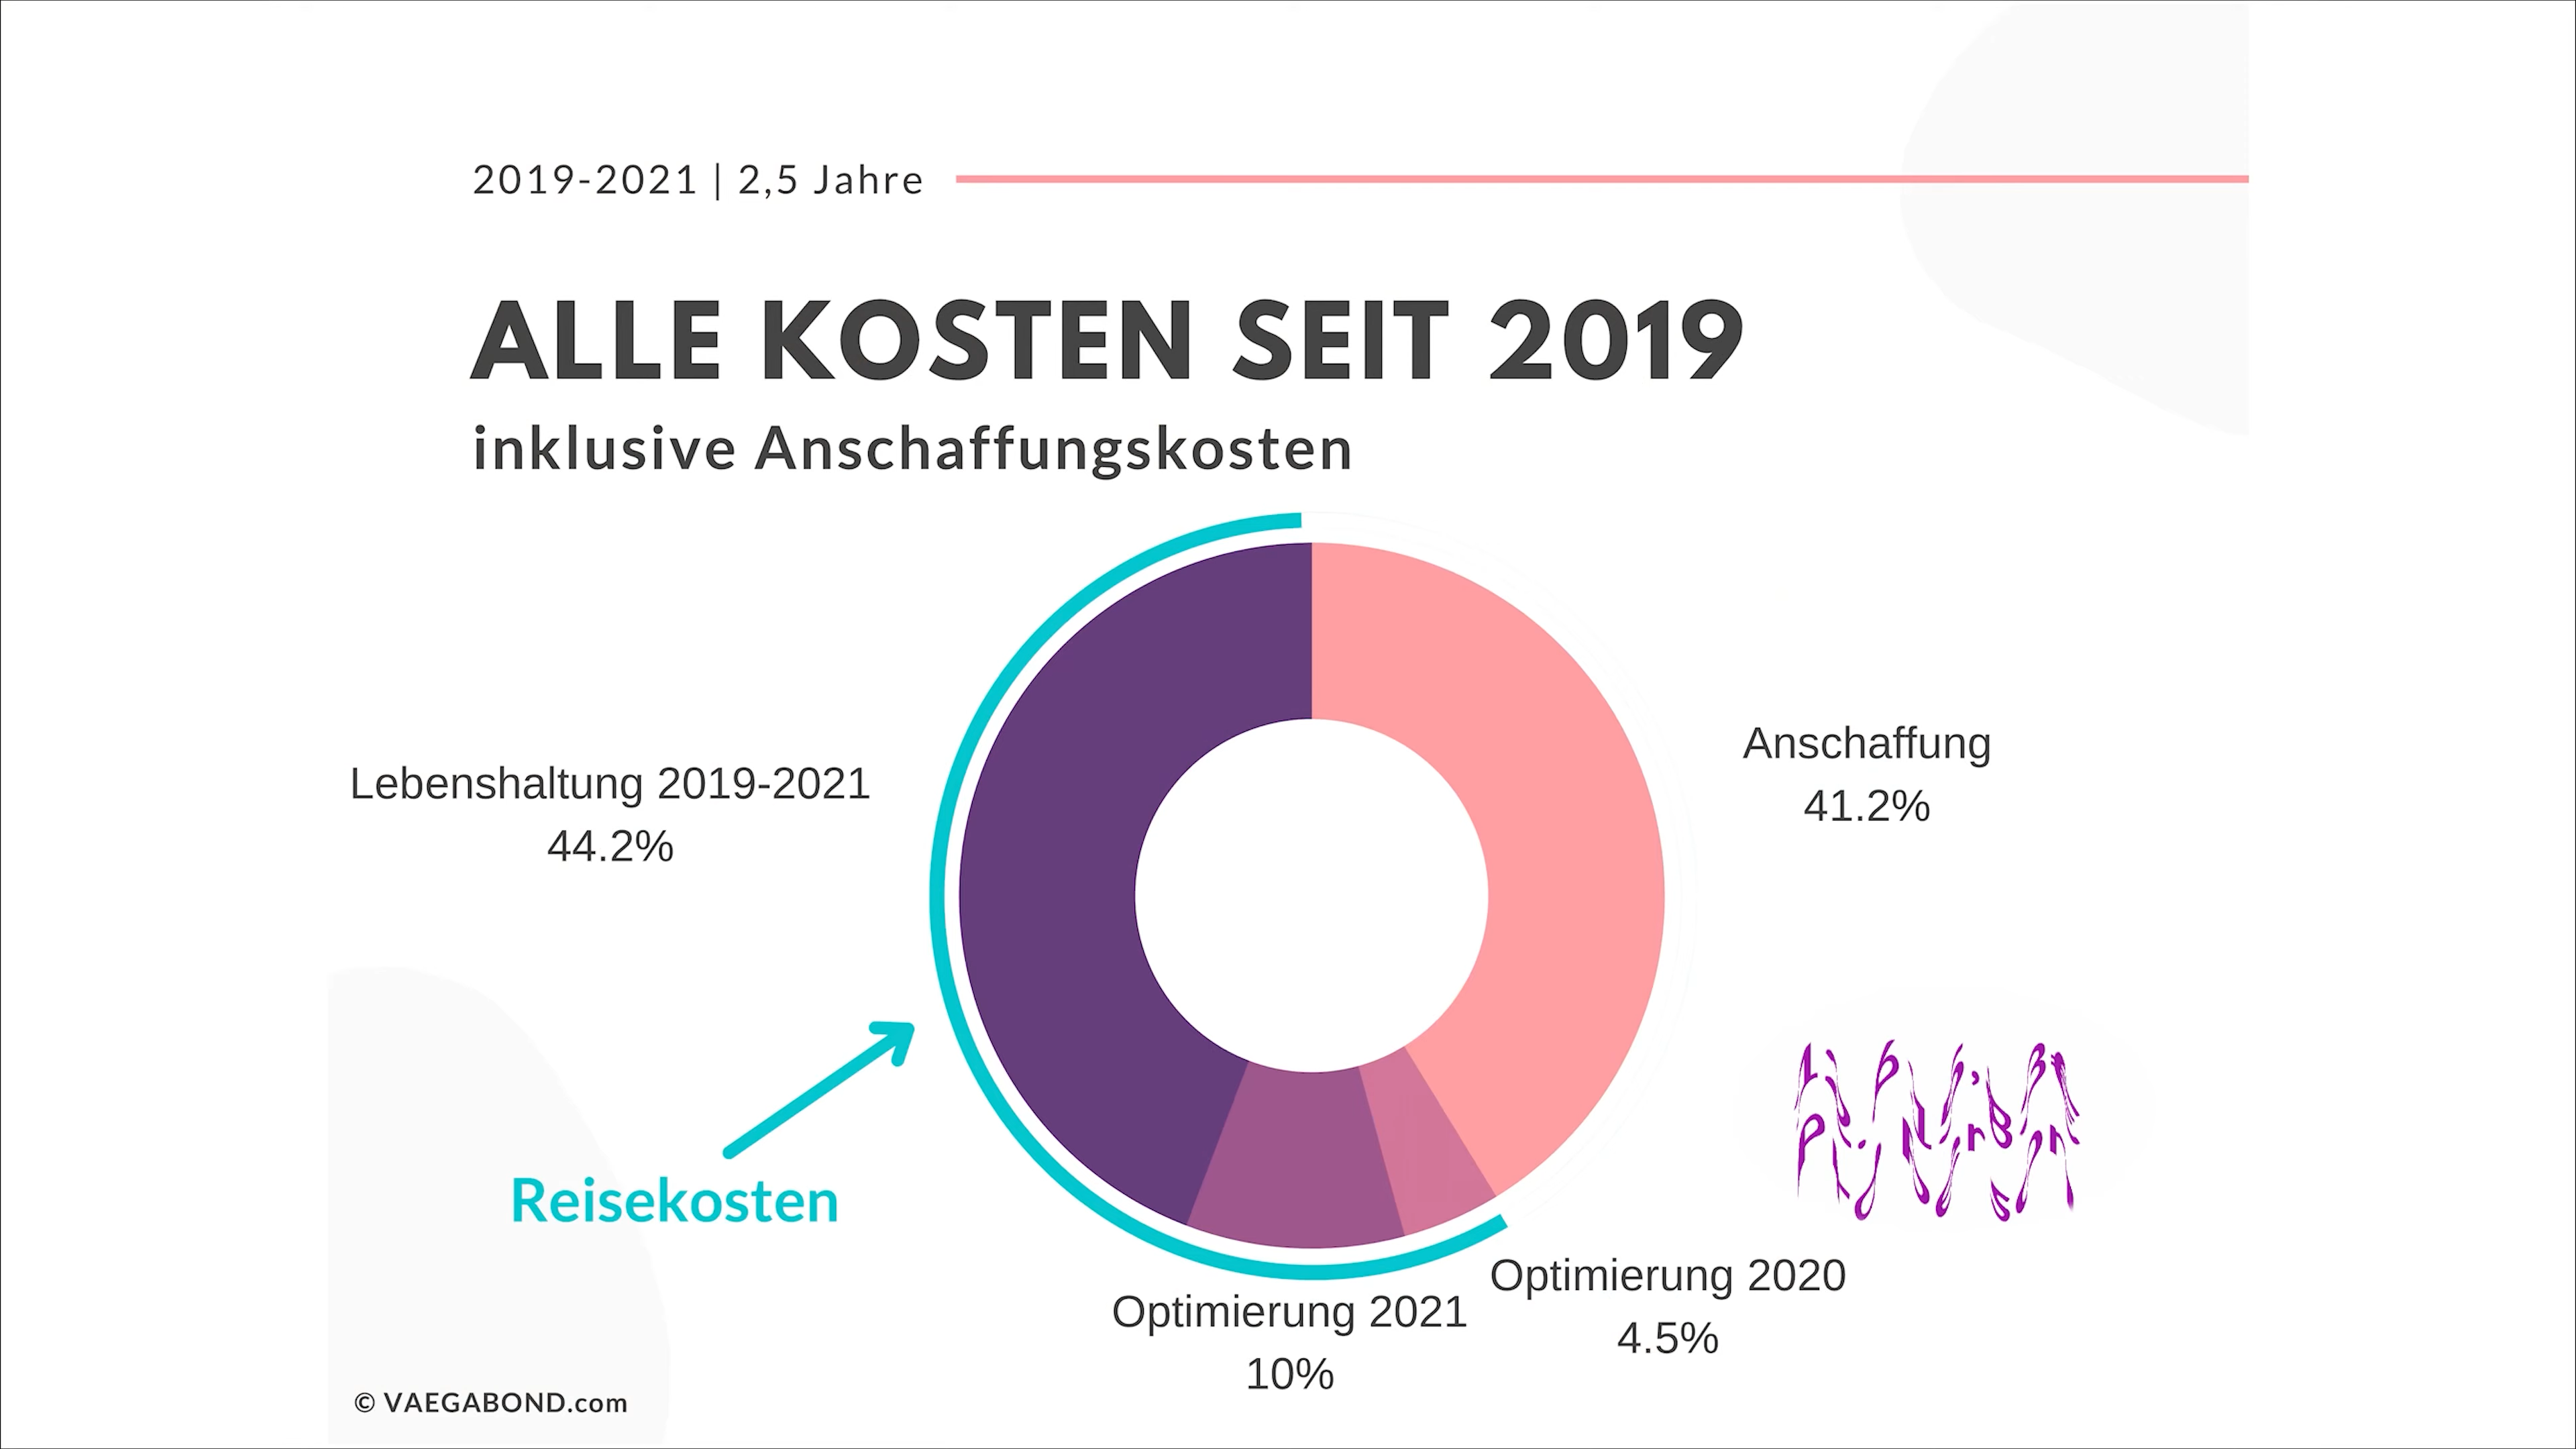 2019-2021 | 2,5 Jahre
ALLE KOSTEN SEIT 2019
inklusive Anschaffungskosten
Anschaffung
41.2%
Lebenshaltung 2019-2021
44.2%
Reisekosten
Optimierung 2020
4.5%
Optimierung 2021
10%
© VAEGABOND.com